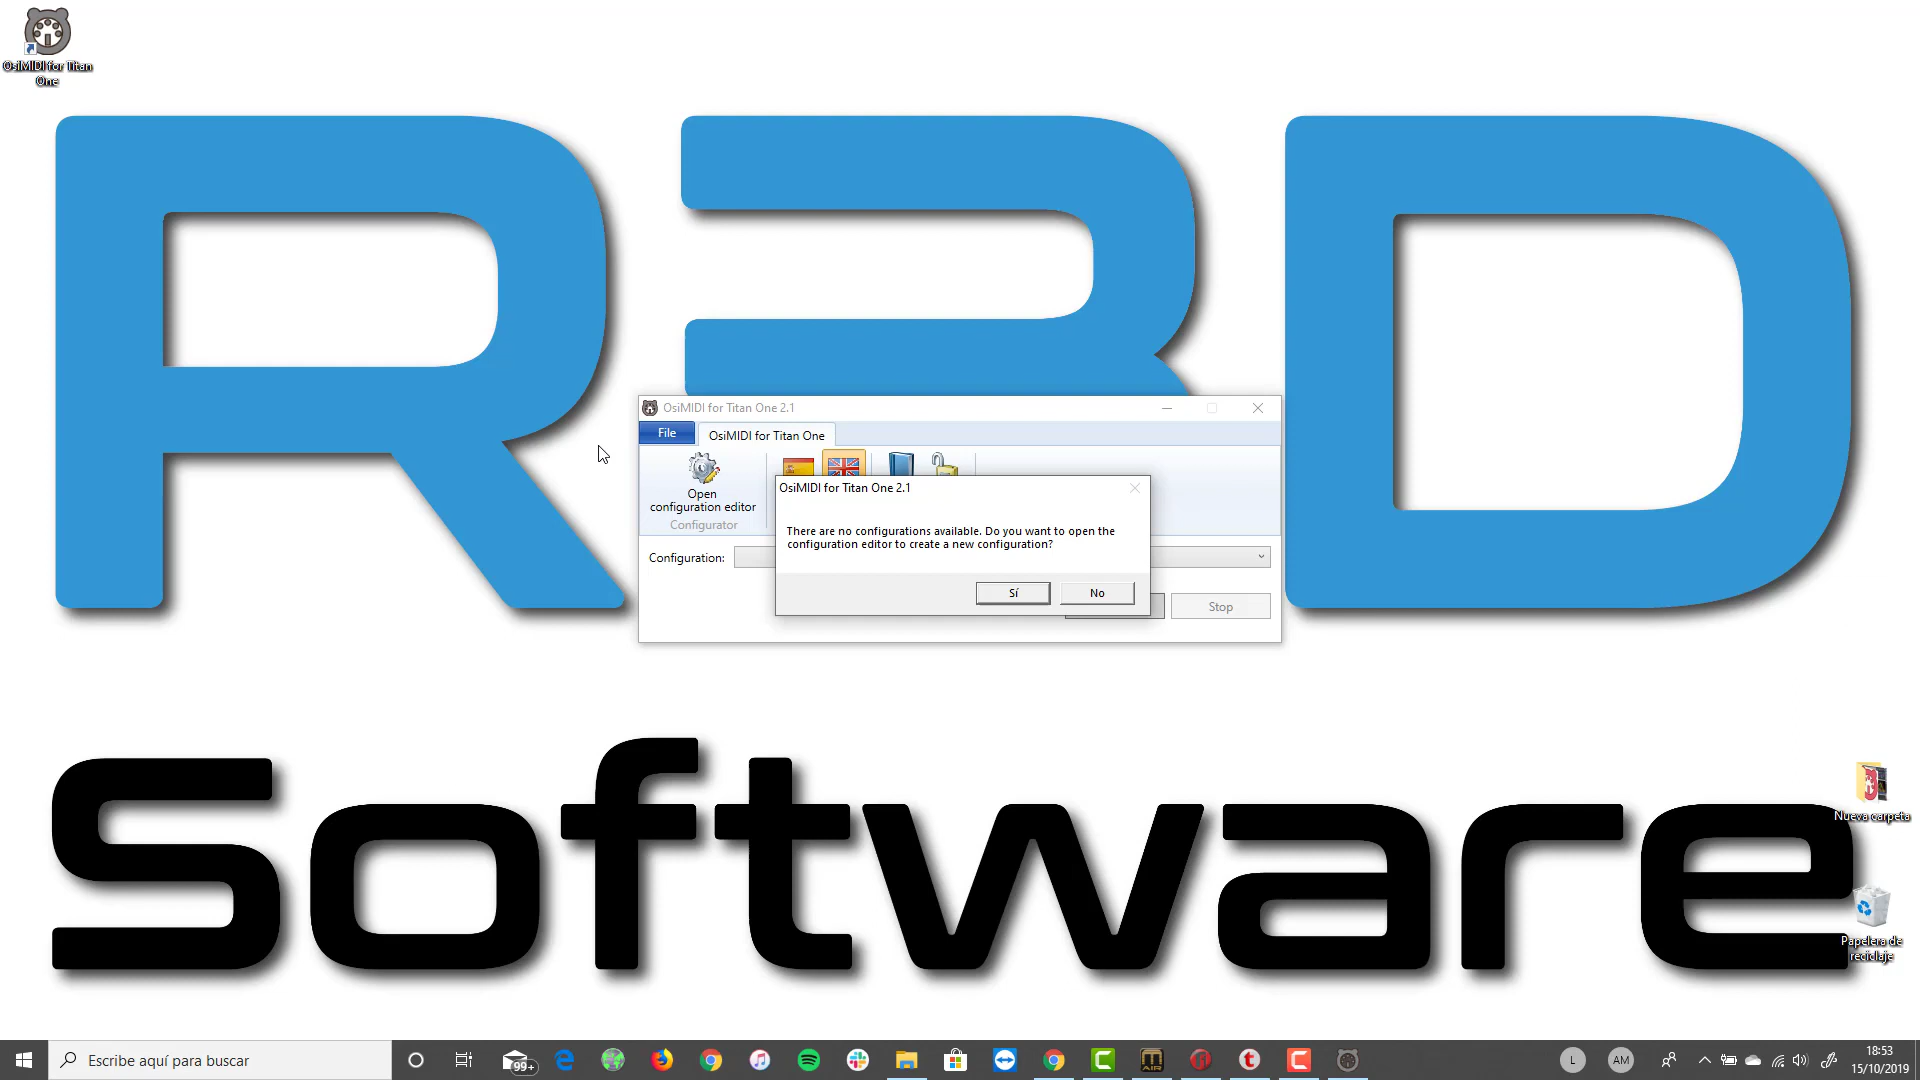 OsiMIDI for Titan
One
R3D
OsiMIDI for Titan One 2.1
File
OsiMIDI for Titan One
Open
configuration editor
Configurator
OsiMIDI for Titan One 2.1
There are no configurations available. Do you want to open the
configuration editor to create a new configuration?
Sí
No
Configuration:
Stop
Software
Nueva carpeta
Papelera de
reciclaje
Escribe aquí para buscar
99+
AIR
L
AM
18:53
15/10/2019